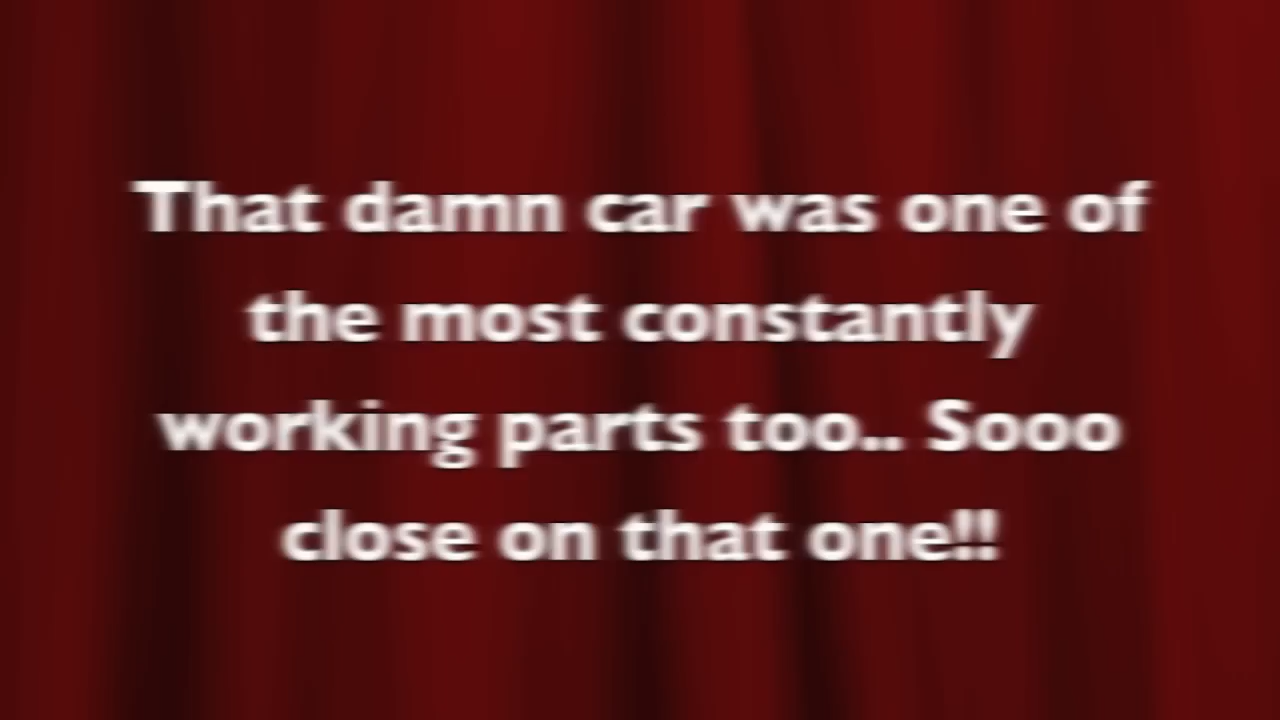 That damn car was one of
the most constantly
working parts too.. Sooo
close on that one!!